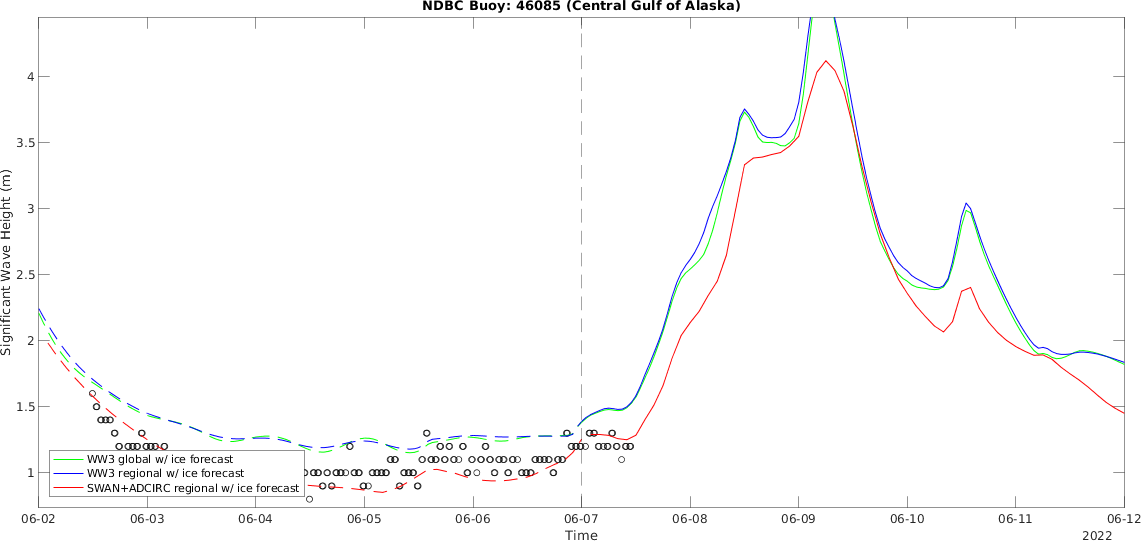 NDBC Buoy: 46085 (Central Gulf of Alaska)
Significant Wave Height (m)
4
3.5
3
2.5
2
1.5
1
WW3 global w/ ice forecast
WW3 regional w/ ice forecast
SWAN+ADCIRC regional w/ ice forecast
06-02 06-03 06-04 06-05 06-06 06-07 06-08 06-09 06-10 06-11 06-12
Time
2022